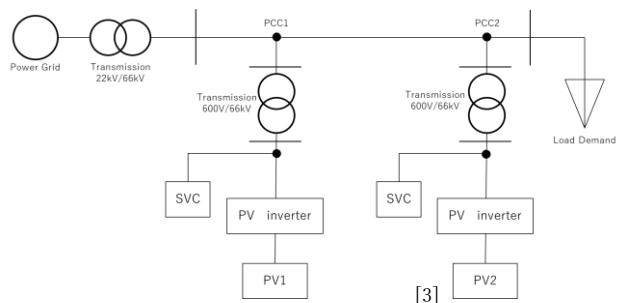 PCC1
PCC2
Power Grid
Transmission
22kV/66kV
Transmission
600V/66kV
Transmission
600V/66kV
Load Demand
SVC
PV inverter
SVC
PV inverter
PV1
[3]
PV2